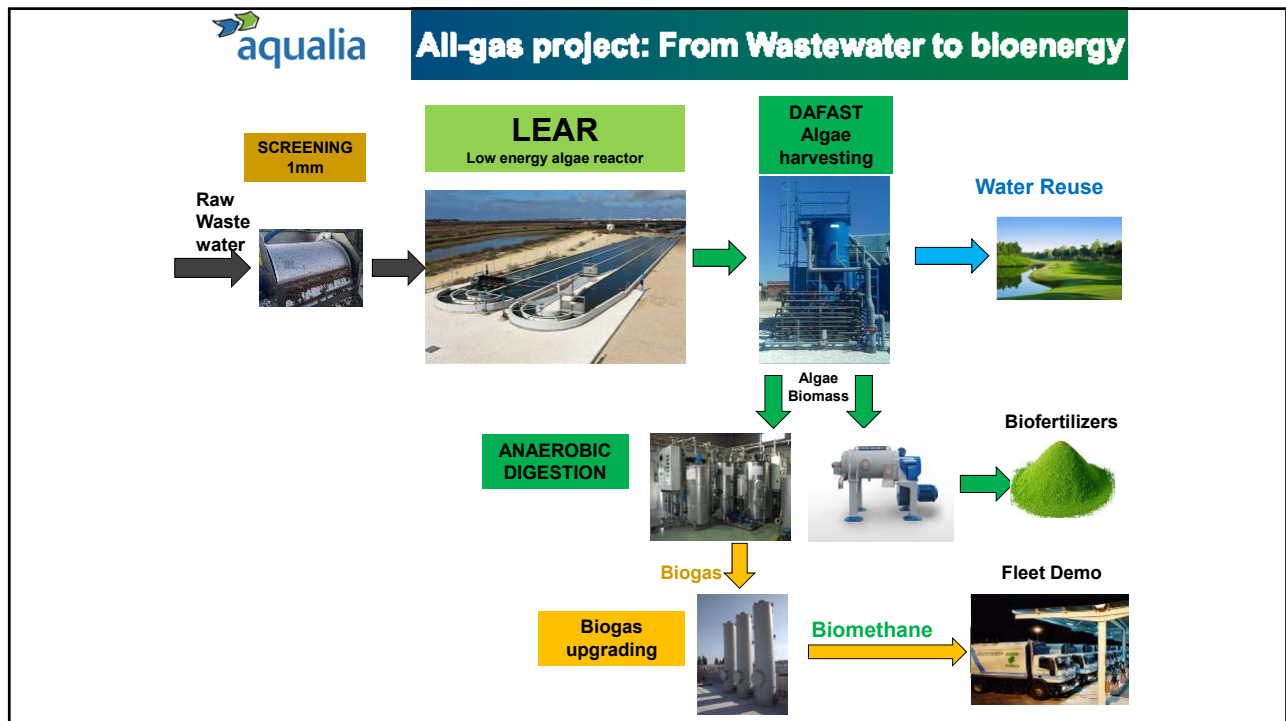 aqualia
All-gas project: From Wastewater to bioenergy
SCREENING
1mm
LEAR
Low energy algae reactor
DAFAST
Algae
harvesting
Raw
Waste
water
Water Reuse
Algae
Biomass
ANAEROBIC
DIGESTION
Biofertilizers
Biogas
Fleet Demo
Biogas
upgrading
Biomethane